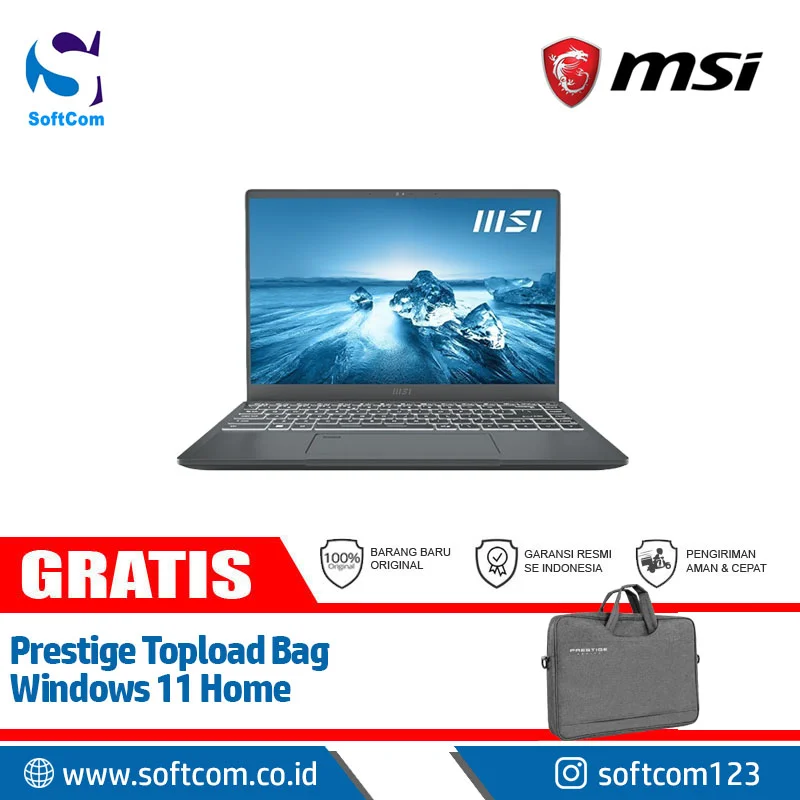 SoftCom
msi
msi
msi
GRATIS
100%
Original
BARANG BARU
ORIGINAL
GARANSI RESMI
SE INDONESIA
PENGIRIMAN
AMAN & CEPAT
Prestige Topload Bag
Windows 11 Home
PRESTIGE
www.softcom.co.id
softcom123